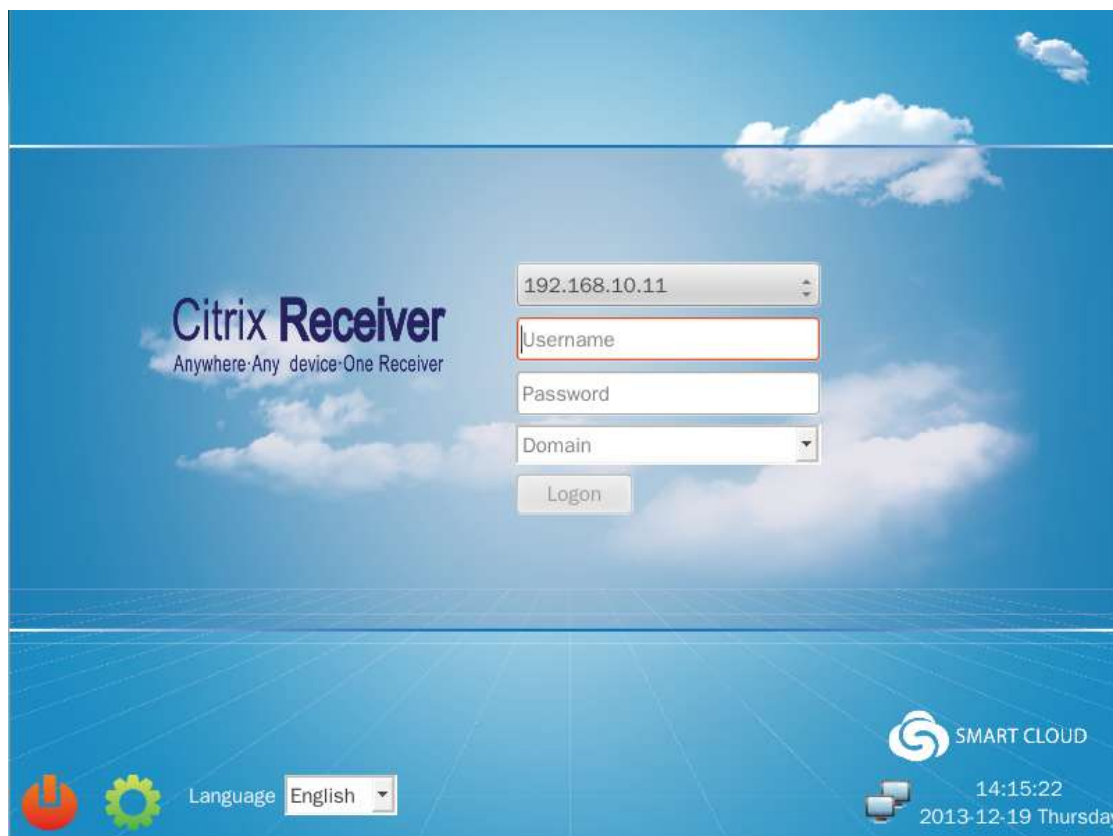 192.168.10.11
Citrix Receiver
Username
Anywhere·Any device·One Receiver
Password
Domain
Logon
SMART CLOUD
Language English
14:15:22
2013-12-19 Thursday